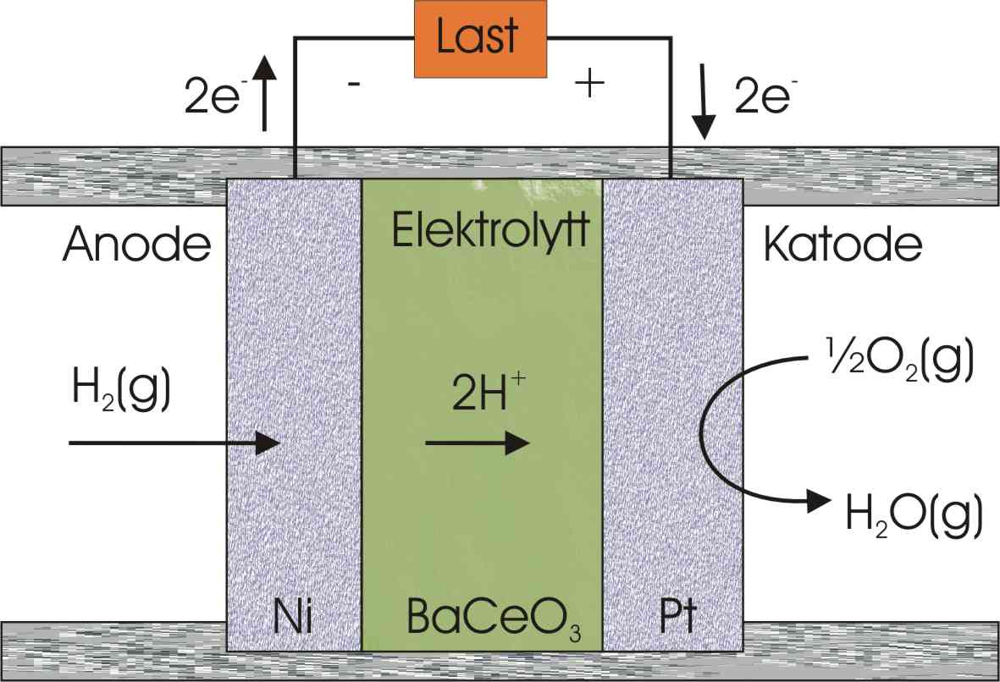 Last
2e⁻
-
+
2e⁻
Anode
Elektrolytt
Katode
H₂(g)
2H⁺
½O₂(g)
H₂O(g)
Ni
BaCeO₃
Pt